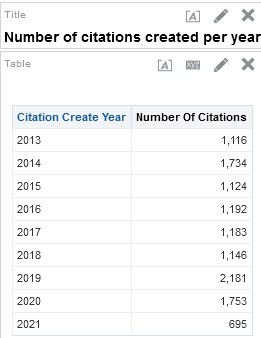 Title
Number of citations created per year
Table
Citation Create Year Number Of Citations
2013 1,116
2014 1,734
2015 1,124
2016 1,192
2017 1,183
2018 1,146
2019 2,181
2020 1,753
2021 695